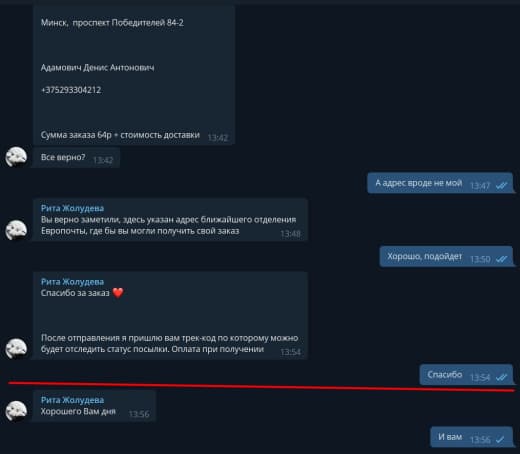 Минск, проспект Победителей 84-2
Адамович Денис Антонович
+375293304212
Сумма заказа 64р + стоимость доставки 13:42
Все верно? 13:42
А адрес вроде не мой 13:47
Рита Жолудева
Вы верно заметили, здесь указан адрес ближайшего отделения
Европочты, где бы вы могли получить свой заказ 13:48
Хорошо, подойдет 13:50
Рита Жолудева
Спасибо за заказ ❤️
После отправления я пришлю вам трек-код по которому можно
будет отследить статус посылки. Оплата при получении 13:54
Спасибо 13:54
Рита Жолудева
Хорошего Вам дня 13:56
И вам 13:56